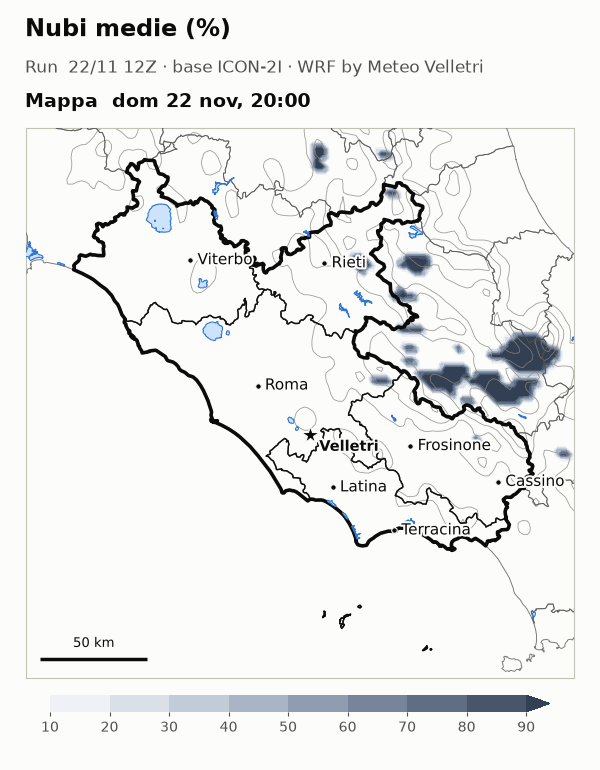 Nubi medie (%)
Run  22/11 12Z · base ICON-2I · WRF by Meteo Velletri
Mappa  dom 22 nov, 20:00
Viterbo
Rieti
Roma
Velletri
Frosinone
Latina
Cassino
Terracina
50 km
10 20 30 40 50 60 70 80 90